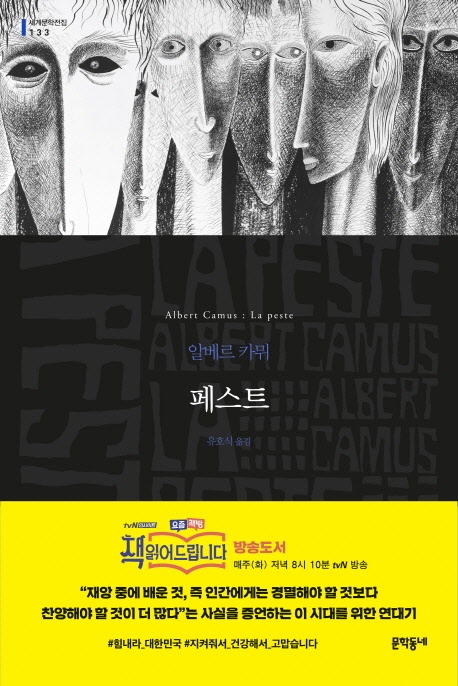 세계문학전집
133
LA PESTE
ALBERT CAMUS
LA
ALBERT
CAMUS
Albert Camus : La peste
알베르 카뮈
페스트
유호식 옮김
tvN SHIFT
요즘책방
책 읽어드립니다
방송도서
매주(화) 저녁 8시 10분 tvN 방송
“재앙 중에 배운 것, 즉 인간에게는 경멸해야 할 것보다
찬양해야 할 것이 더 많다”는 사실을 증언하는 이 시대를 위한 연대기
#힘내라_대한민국 #지켜줘서_건강해서_고맙습니다
문학동네